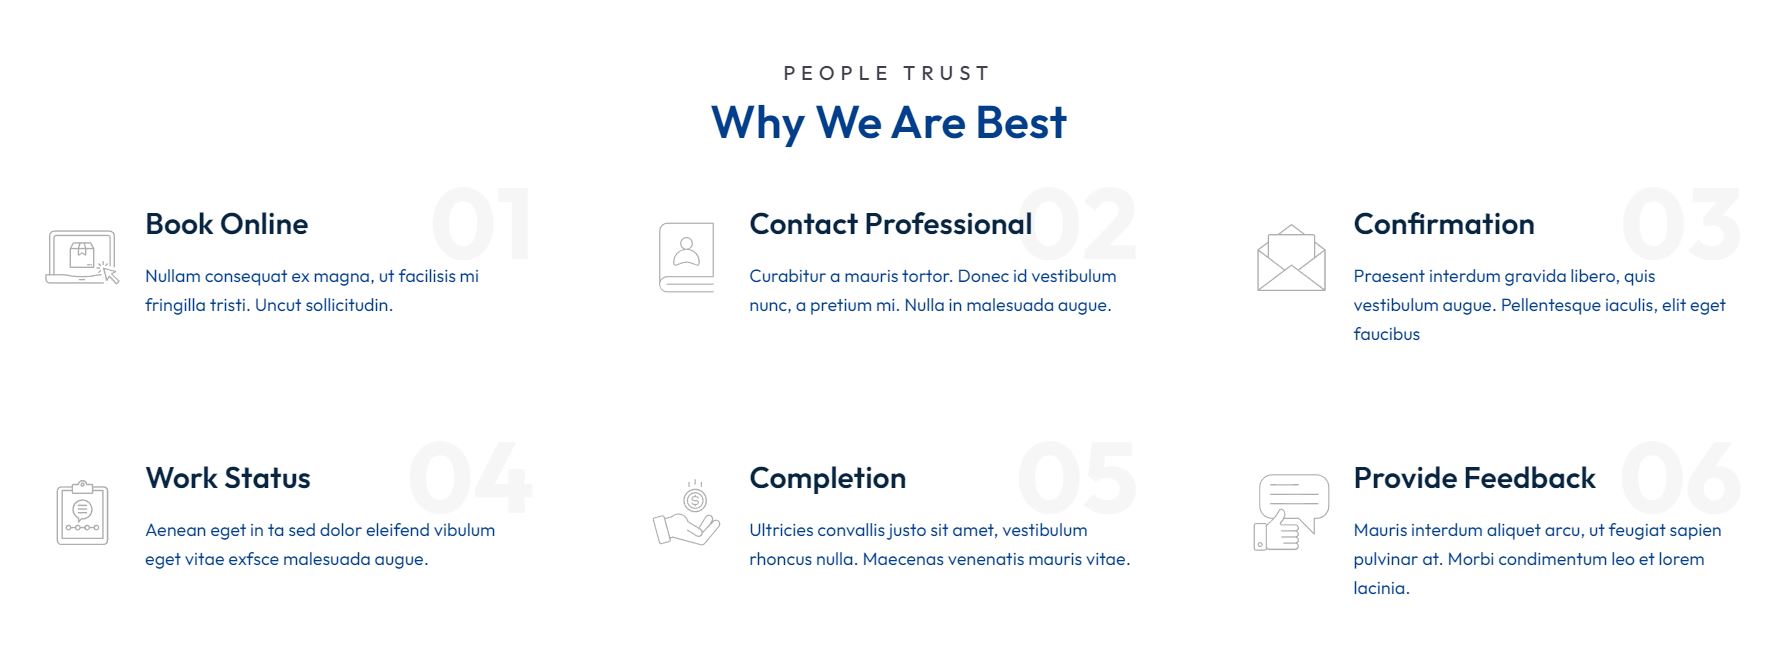 PEOPLE TRUST
Why We Are Best
01
Book Online
Nullam consequat ex magna, ut facilisis mi
fringilla tristi. Uncut sollicitudin.
02
Contact Professional
Curabitur a mauris tortor. Donec id vestibulum
nunc, a pretium mi. Nulla in malesuada augue.
03
Confirmation
Praesent interdum gravida libero, quis
vestibulum augue. Pellentesque iaculis, elit eget
faucibus
04
Work Status
Aenean eget in ta sed dolor eleifend vibulum
eget vitae exfsce malesuada augue.
05
Completion
Ultricies convallis justo sit amet, vestibulum
rhoncus nulla. Maecenas venenatis mauris vitae.
06
Provide Feedback
Mauris interdum aliquet arcu, ut feugiat sapien
pulvinar at. Morbi condimentum leo et lorem
lacinia.